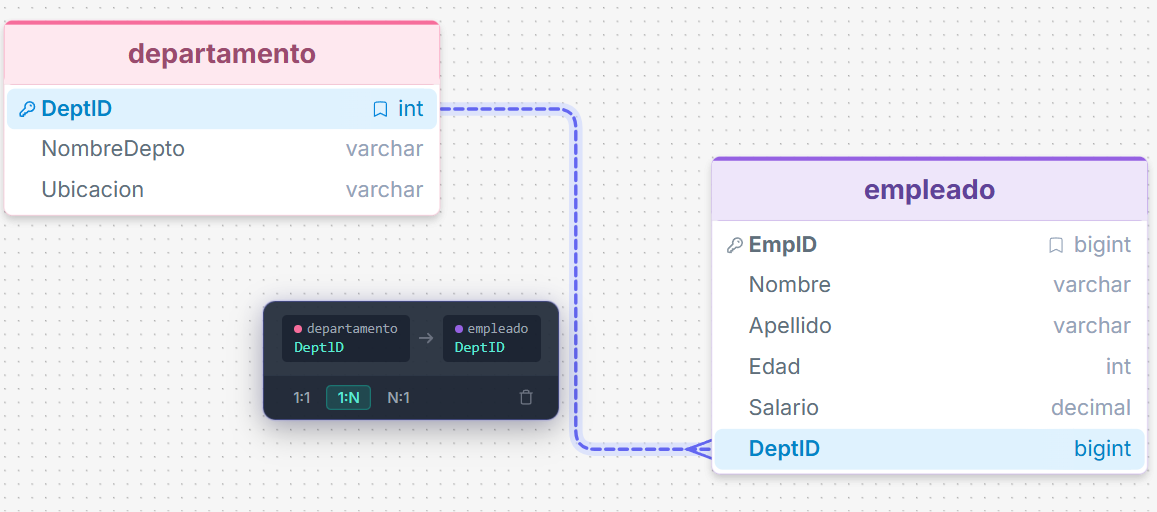 departamento
DeptID int
NombreDepto varchar
Ubicacion varchar
empleado
EmpID bigint
Nombre varchar
Apellido varchar
Edad int
Salario decimal
DeptID bigint
departamento → empleado
DeptlD DeptID
1:1 1:N N:1